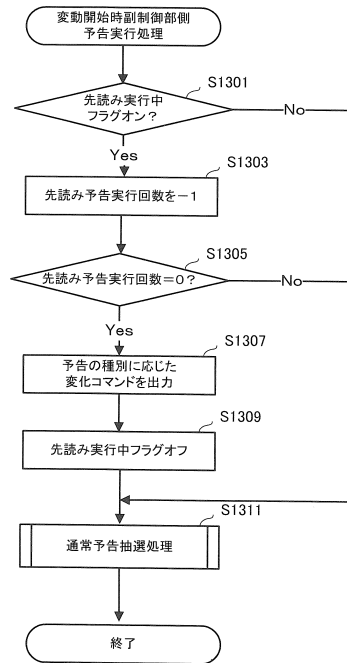 変動開始時副制御部側
予告実行処理
S1301
先読み実行中
フラグオン?
No
Yes
S1303
先読み予告実行回数を-1
S1305
先読み予告実行回数=0?
No
Yes
S1307
予告の種別に応じた
変化コマンドを出力
S1309
先読み実行中フラグオフ
S1311
通常予告抽選処理
終了